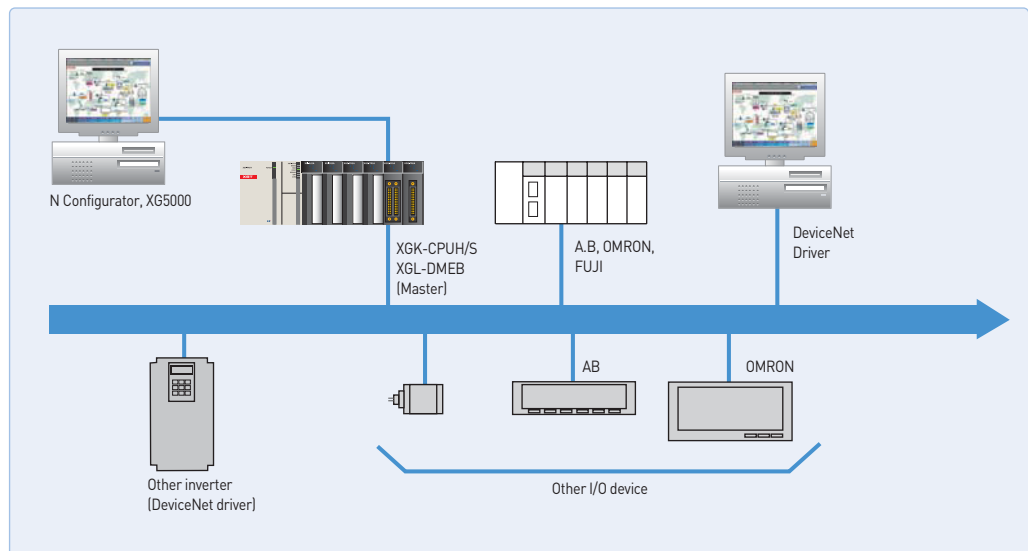 N Configurator, XG5000
XGK-CPUH/S
XGL-DMEB
(Master)
A.B, OMRON,
FUJI
DeviceNet
Driver
AB
OMRON
Other inverter
(DeviceNet driver)
Other I/O device